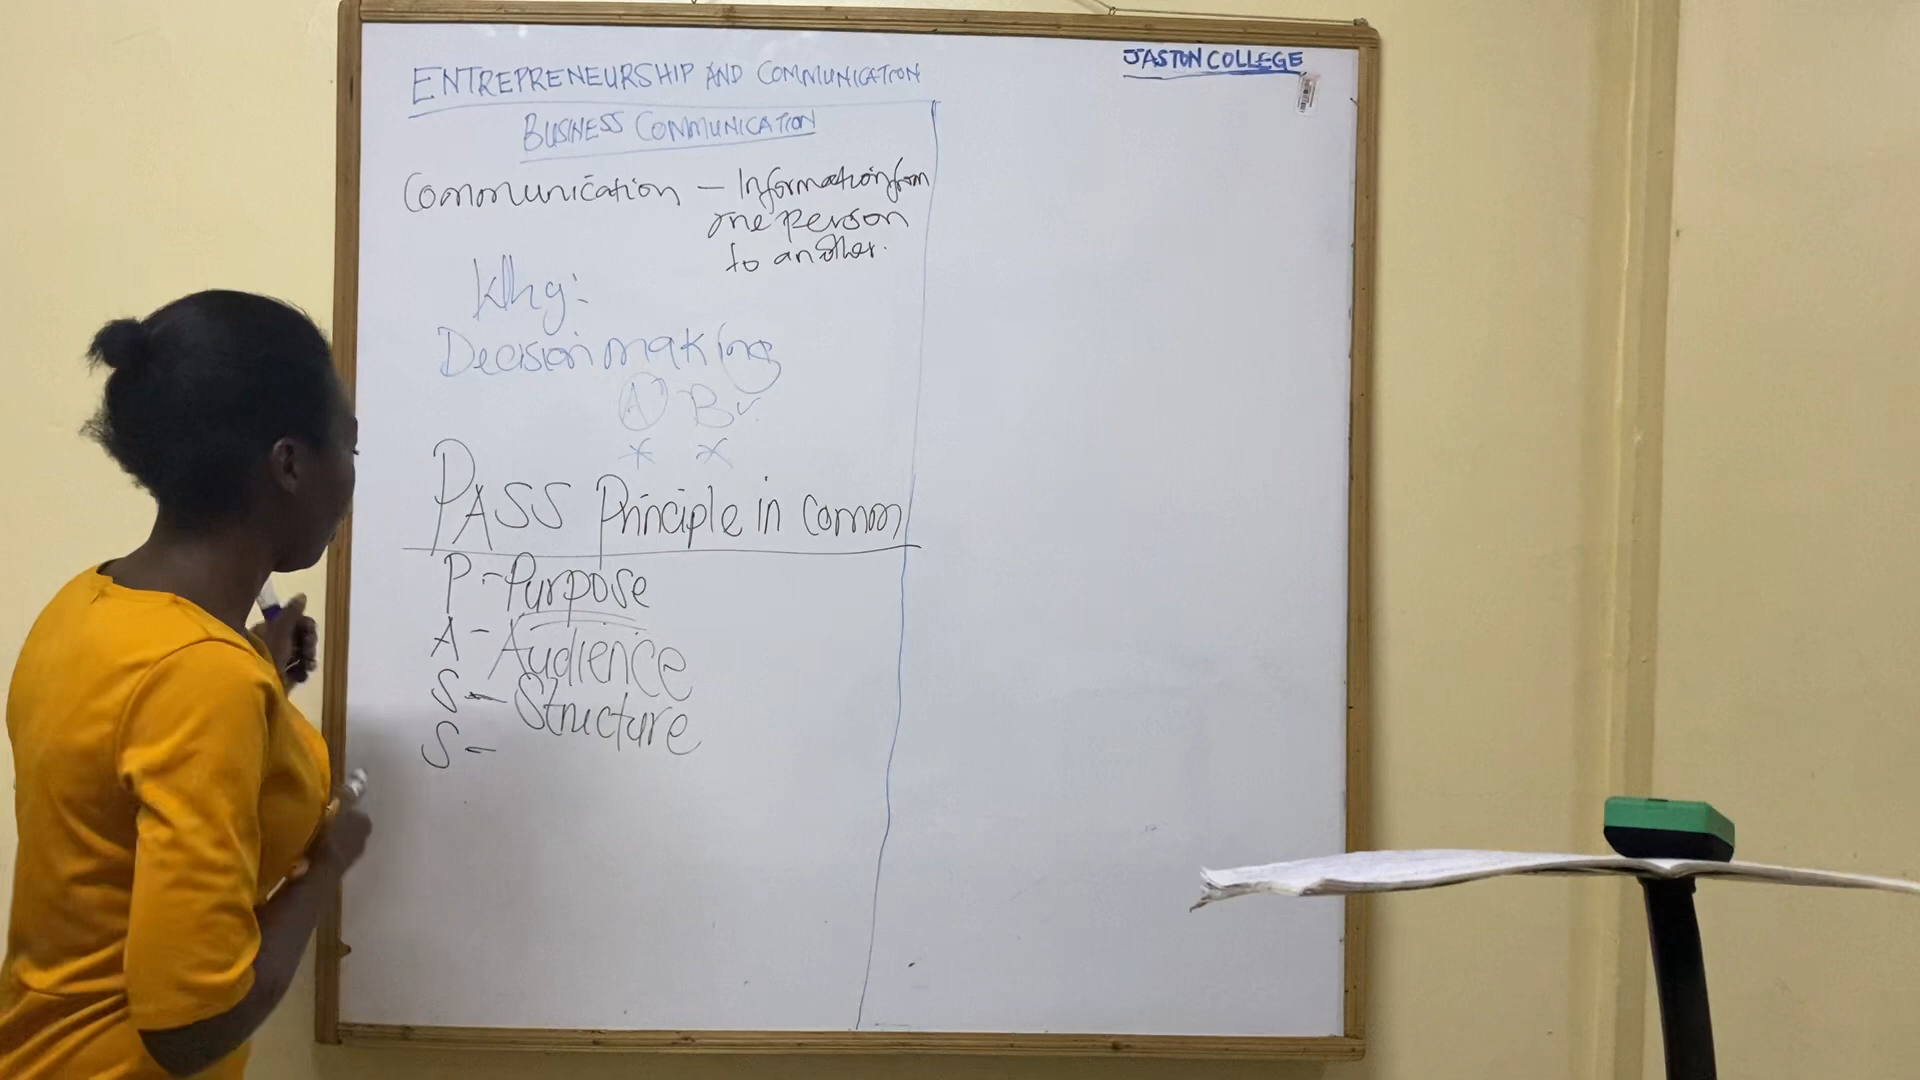 ENTREPRENEURSHIP AND COMMUNICATION
JASTON COLLEGE
BUSINESS COMMUNICATION
Communication – Information from
one person
to another.
Why:
Decision making
A B
PASS Principle in Comm
P - Purpose
A - Audience
S - Structure
S -